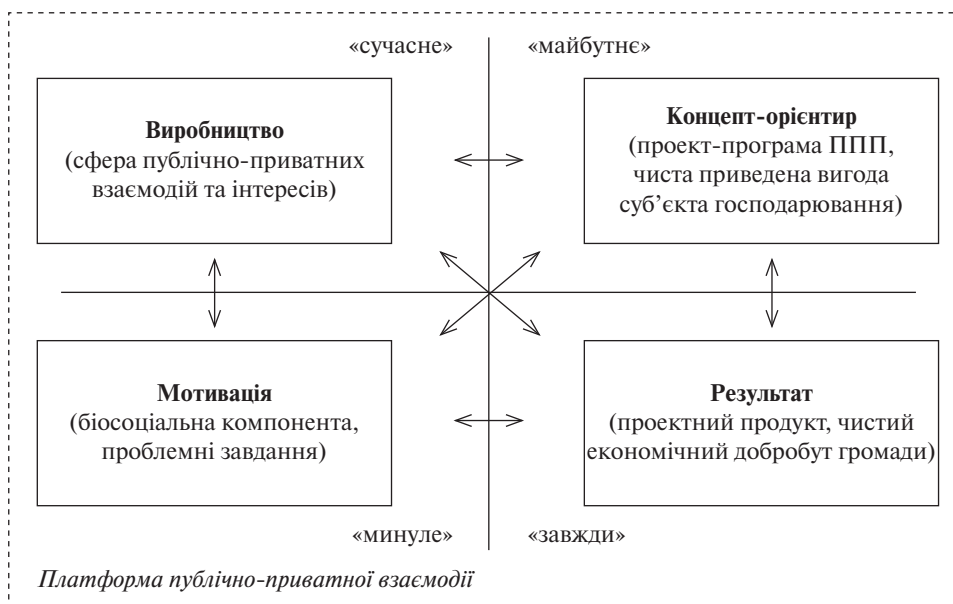 «сучасне»
«майбутнє»
Виробництво
(сфера публічно-приватних
взаємодій та інтересів)
Концепт-орієнтир
(проект-програма ППП,
чиста приведена вигода
суб’єкта господарювання)
Мотивація
(біосоціальна компонента,
проблемні завдання)
Результат
(проектний продукт, чистий
економічний добробут громади)
«минуле»
«завжди»
Платформа публічно-приватної взаємодії